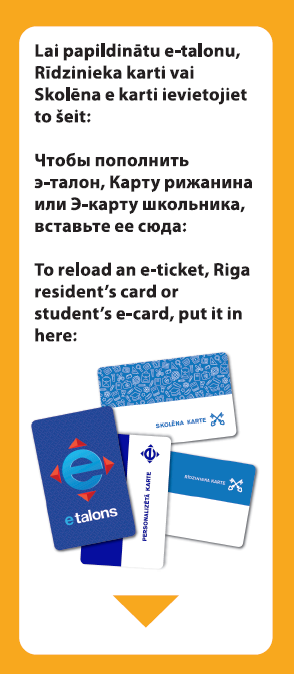 Lai papildinātu e-talonu,
Rīdzinieka karti vai
Skolēna e karti ievietojiet
to šeit:
Чтобы пополнить
э-талон, Карту рижанина
или Э-карту школьника,
вставьте ее сюда:
To reload an e-ticket, Riga
resident's card or
student's e-card, put it in
here:
SKOLĒNA KARTE
e talons
PERSONALIZĒTĀ KARTE
RĪDZINIEKA KARTE